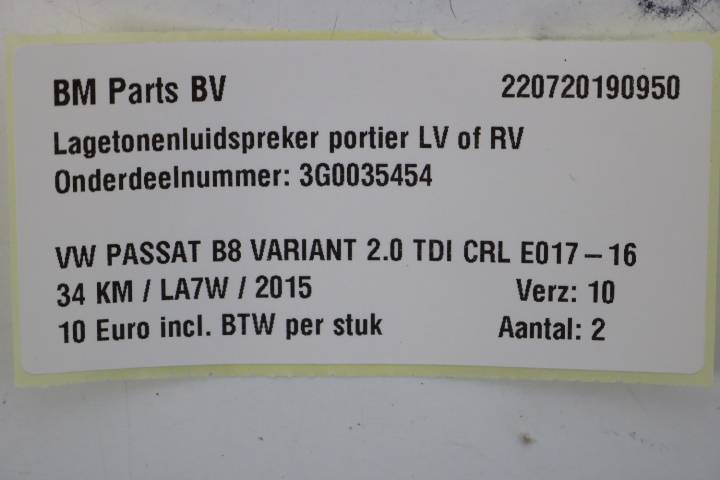 BM Parts BV 220720190950
Lagetonenluidspreker portier LV of RV
Onderdeelnummer: 3G0035454
VW PASSAT B8 VARIANT 2.0 TDI CRL E017-16
34 KM / LA7W / 2015 Verz: 10
10 Euro incl. BTW per stuk Aantal: 2